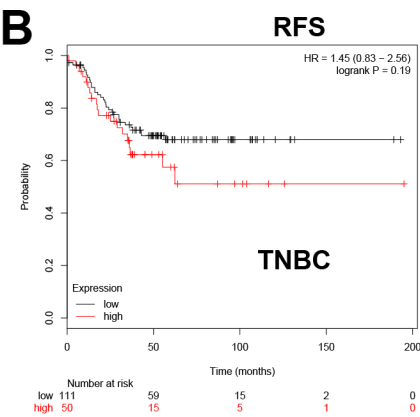 B
RFS
HR = 1.45 (0.83 − 2.56)
logrank P = 0.19
1.0
0.8
0.6
0.4
0.2
0.0
Probability
TNBC
Expression
low
high
0 50 100 150 200
Time (months)
Number at risk
low 111 59 15 2 0
high 50 15 5 1 0